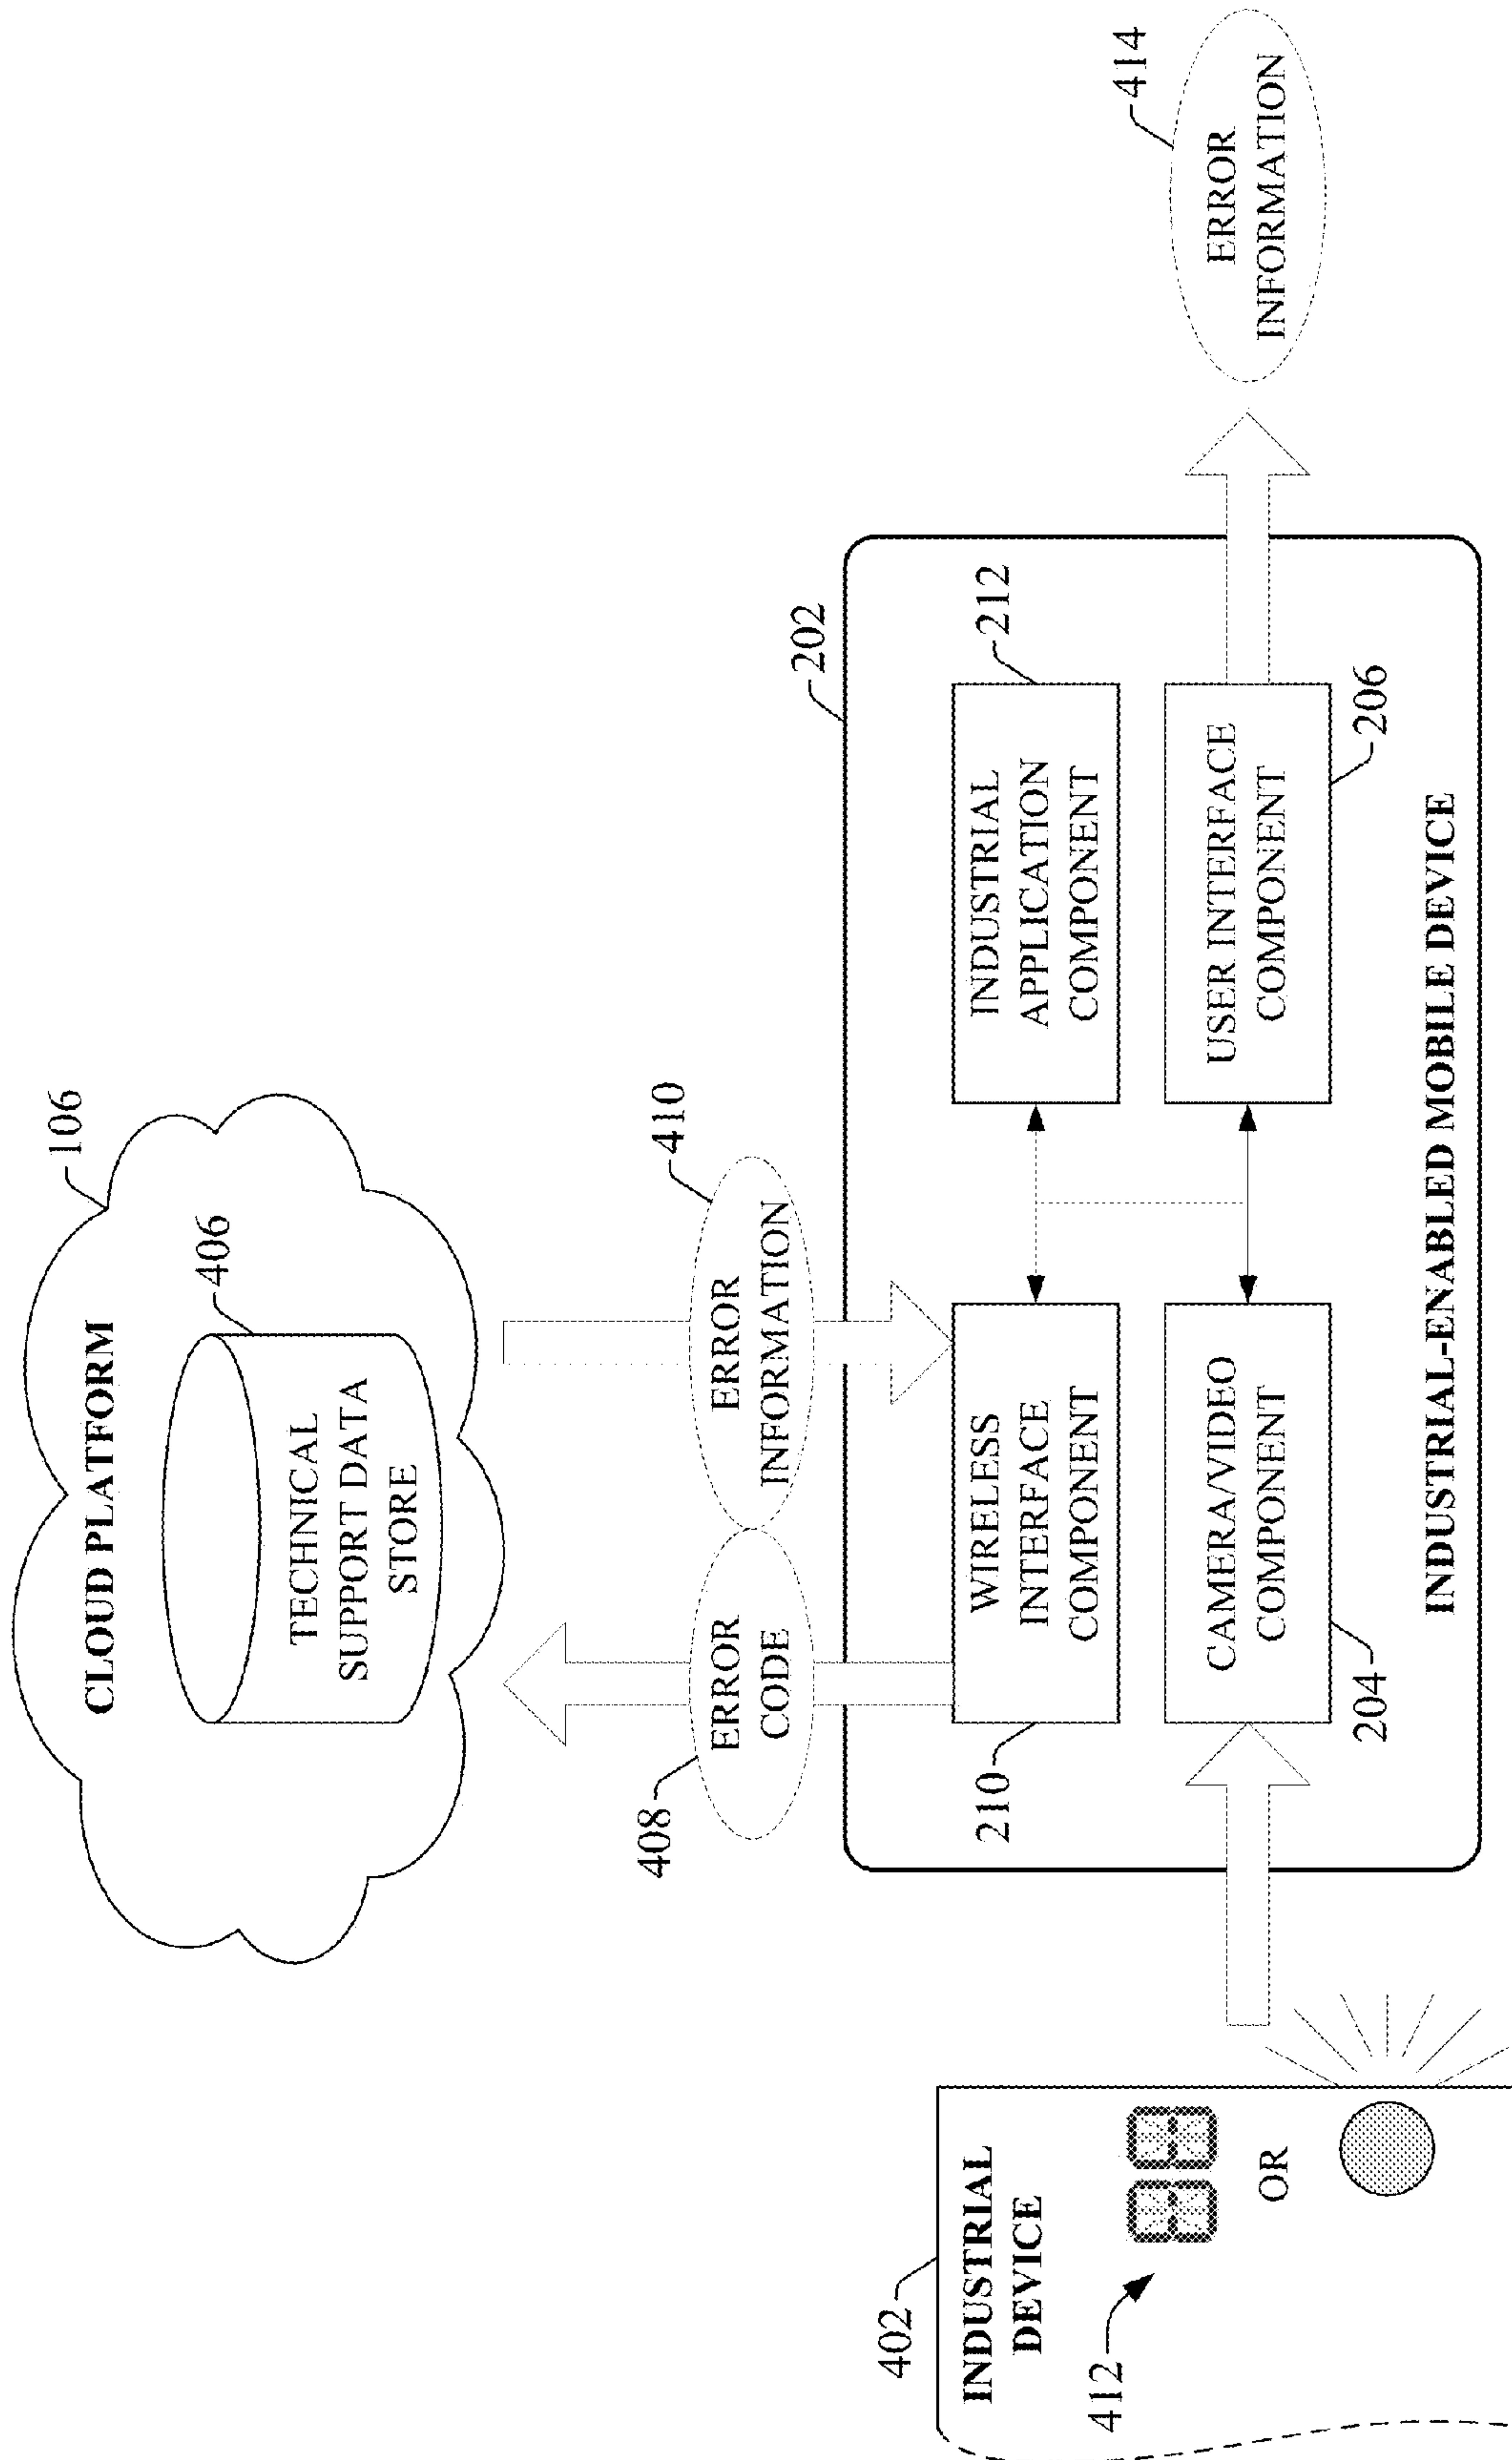 CLOUD PLATFORM
106
406
TECHNICAL
SUPPORT DATA
STORE
408
ERROR
CODE
ERROR
INFORMATION
410
202
210
WIRELESS
INTERFACE
COMPONENT
INDUSTRIAL
APPLICATION
COMPONENT
212
CAMERA/VIDEO
COMPONENT
204
USER INTERFACE
COMPONENT
206
INDUSTRIAL-ENABLED MOBILE DEVICE
402
INDUSTRIAL
DEVICE
412
OR
414
ERROR
INFORMATION